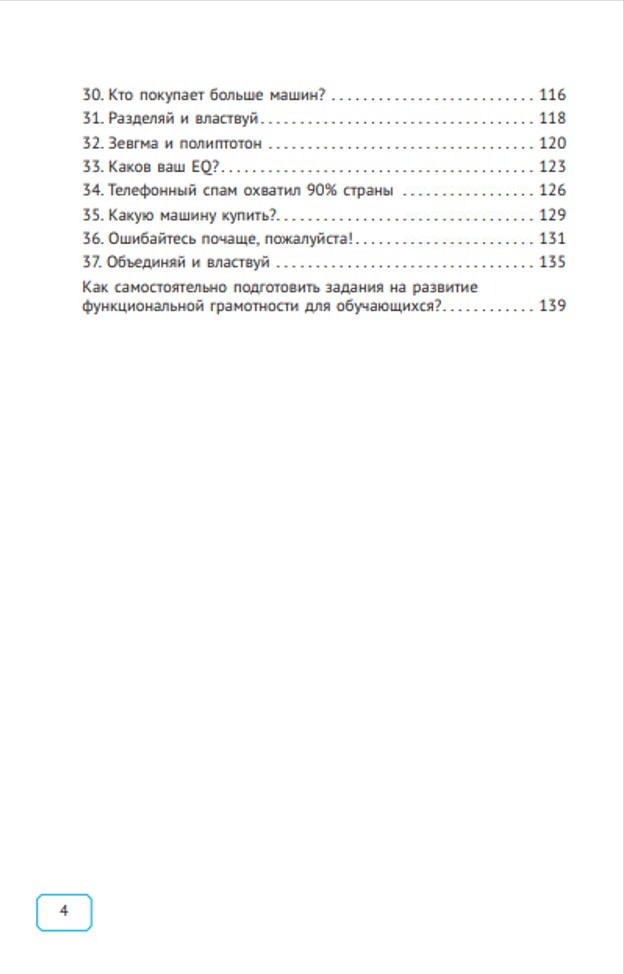 30. Кто покупает больше машин? .......................... 116
31. Разделяй и властвуй................................... 118
32. Зевгма и полиптотон .................................. 120
33. Каков ваш EQ?........................................ 123
34. Телефонный спам охватил 90% страны ................. 126
35. Какую машину купить?................................. 129
36. Ошибайтесь почаще, пожалуйста!....................... 131
37. Объединяй и властвуй ................................. 135
Как самостоятельно подготовить задания на развитие
функциональной грамотности для обучающихся?............ 139
4